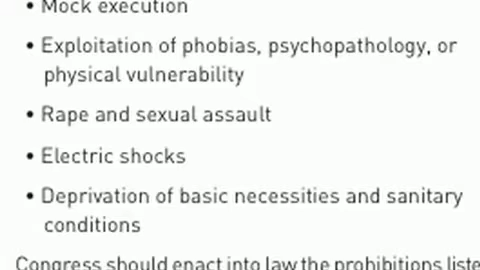 • Mock execution
• Exploitation of phobias, psychopathology, or
physical vulnerability
• Rape and sexual assault
• Electric shocks
• Deprivation of basic necessities and sanitary
conditions
Congress should enact into law the prohibitions